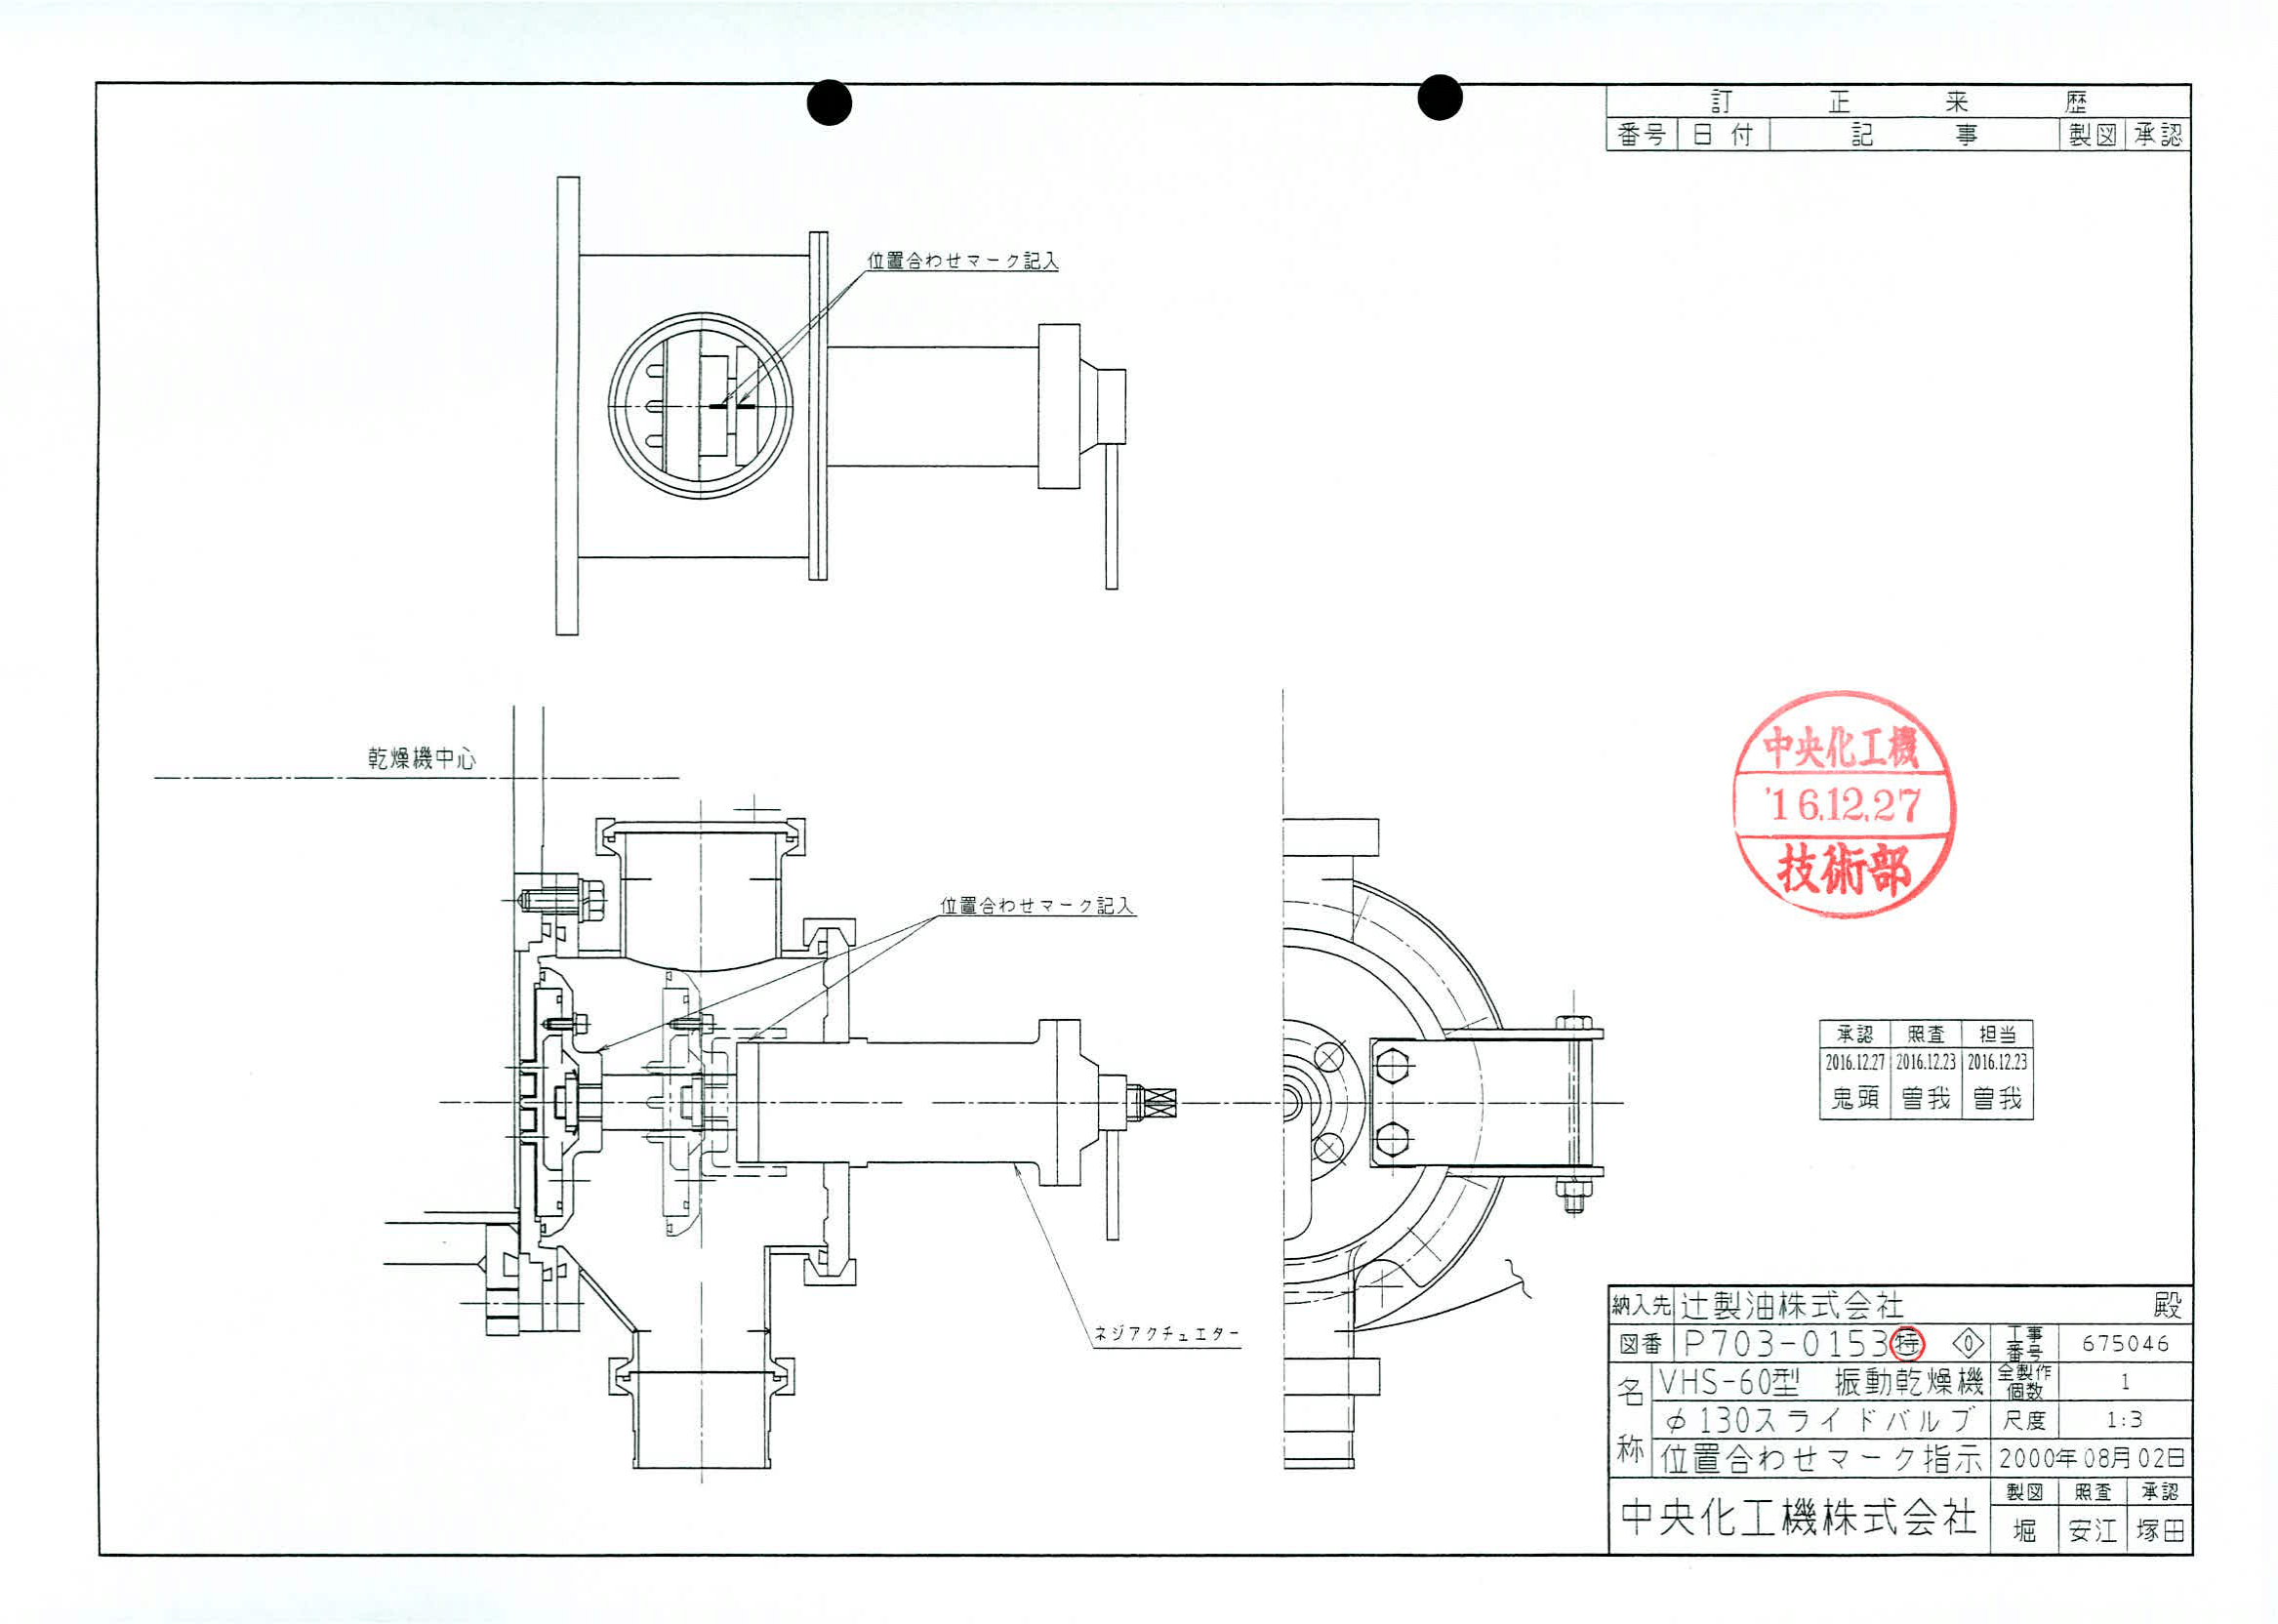 訂正来歴
番号 日付 記事 製図 承認
位置合わせマーク記入
乾燥機中心
位置合わせマーク記入
ネジアクチュエター
中央化工機
'16.12.27
技術部
承認 照査 担当
2016.12.27 2016.12.23 2016.12.23
鬼頭 曽我 曽我
納入先 辻製油株式会社 殿
図番 P703-0153 特 0 工事番号 675046
名称 VHS-60型 振動乾燥機 全製作個数 1
φ130スライドバルブ 尺度 1:3
位置合わせマーク指示 2000年08月02日
中央化工機株式会社 製図 照査 承認
堀 安江 塚田